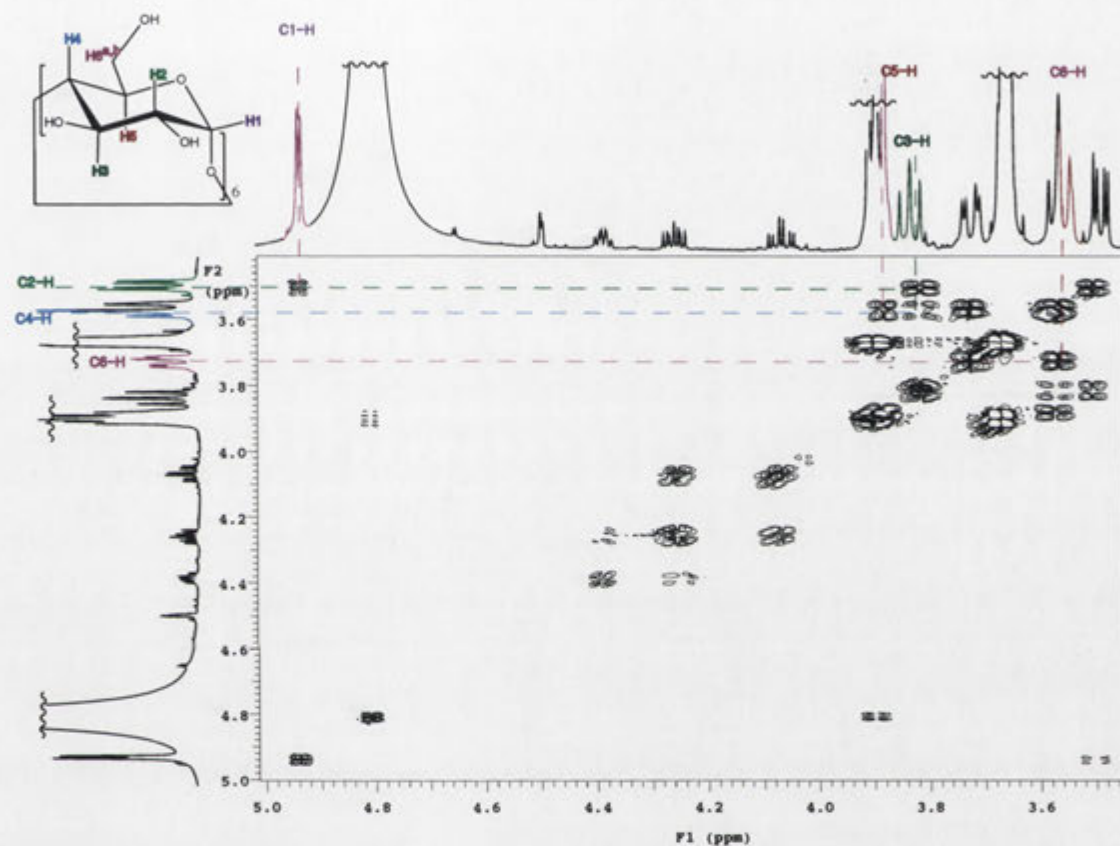 OH
C1-H
H4
H6a,b
H2
O
C5-H
C6-H
HO
H5
OH
H1
C3-H
H3
O
6
F2
(ppm)
C2-H
C4-H
3.6
C6-H
3.8
4.0
4.2
4.4
4.6
4.8
5.0
5.0 4.8 4.6 4.4 4.2 4.0 3.8 3.6
F1 (ppm)